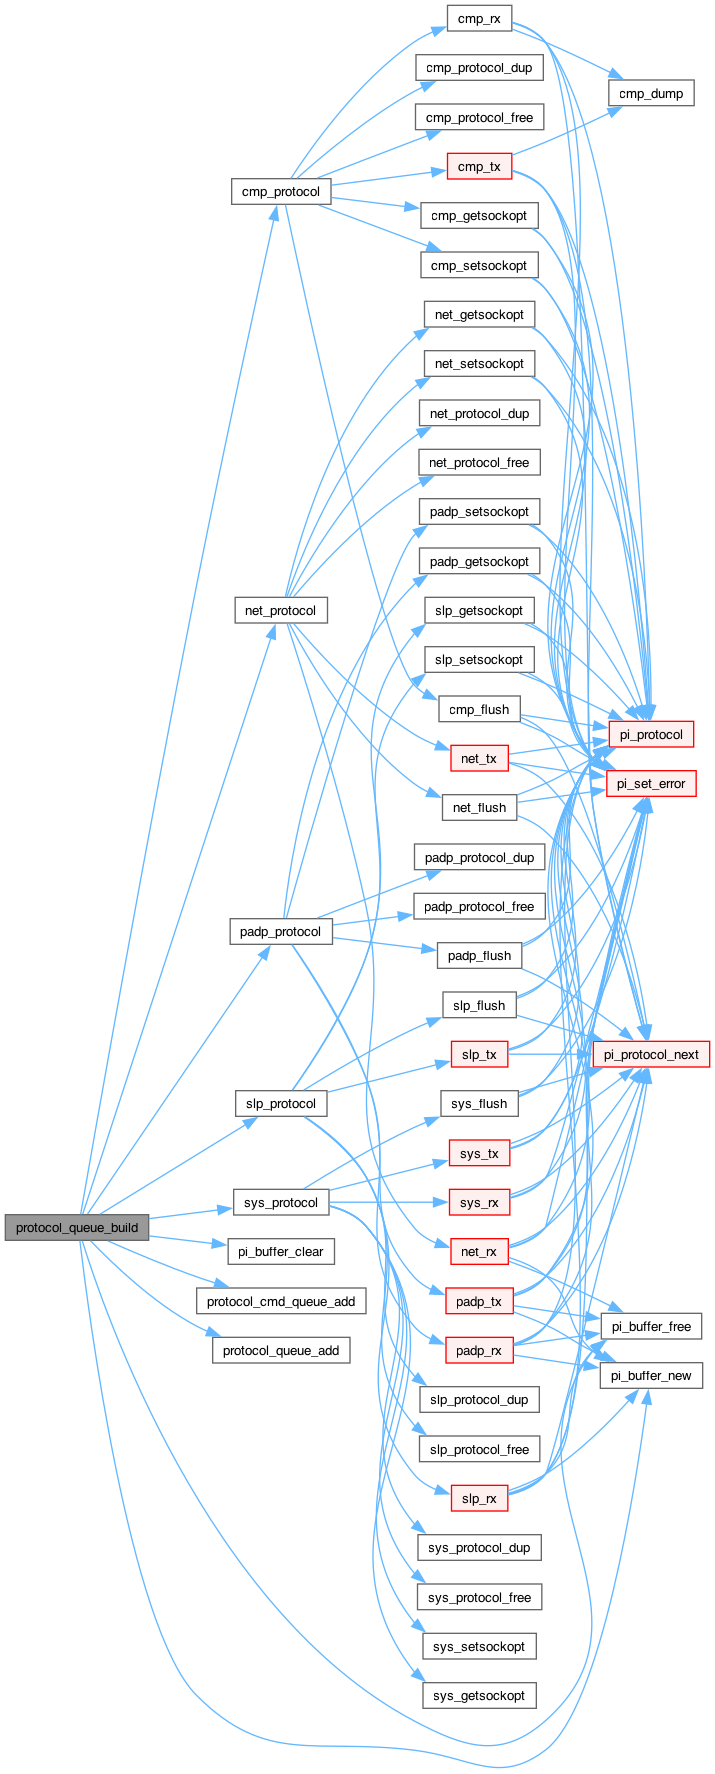 cmp_rx
cmp_protocol_dup
cmp_dump
cmp_protocol_free
cmp_tx
cmp_protocol
cmp_getsockopt
cmp_setsockopt
net_getsockopt
net_setsockopt
net_protocol_dup
net_protocol_free
padp_setsockopt
padp_getsockopt
net_protocol
slp_getsockopt
slp_setsockopt
cmp_flush
pi_protocol
net_tx
pi_set_error
net_flush
padp_protocol_dup
padp_protocol_free
padp_protocol
padp_flush
slp_flush
slp_tx
pi_protocol_next
slp_protocol
sys_flush
sys_tx
sys_protocol
sys_rx
protocol_queue_build
pi_buffer_clear
net_rx
protocol_cmd_queue_add
padp_tx
pi_buffer_free
protocol_queue_add
padp_rx
pi_buffer_new
slp_protocol_dup
slp_protocol_free
slp_rx
sys_protocol_dup
sys_protocol_free
sys_setsockopt
sys_getsockopt